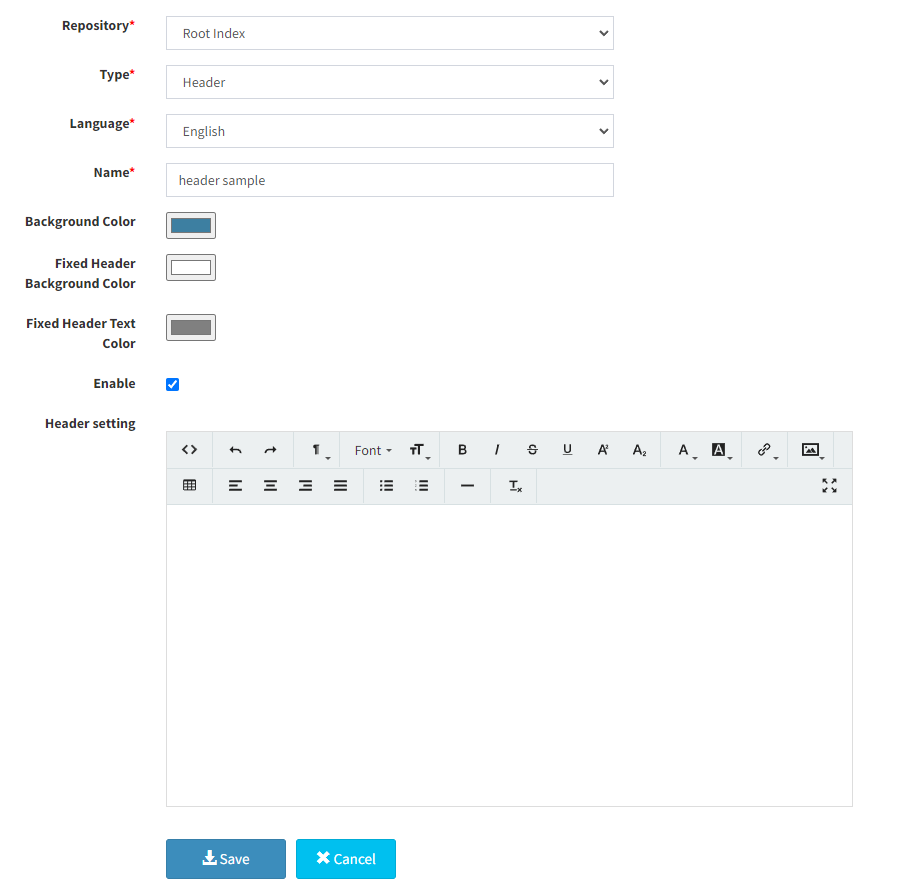 Repository*
Root Index
Type*
Header
Language*
English
Name*
header sample
Background Color
Fixed Header
Background Color
Fixed Header Text
Color
Enable
Header setting
Font
Save
Cancel